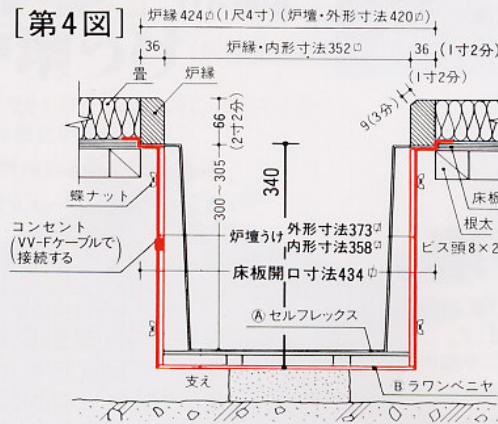 [第4図]
炉縁424□(1尺4寸)(炉壇・外形寸法420□)
36
炉縁・内形寸法352□
36
(1寸2分)
(1寸2分)
畳
炉縁
66
(2寸2分)
9(3分)
300~305
340
蝶ナット
床板
根太
コンセント
(VV-Fケーブルで
接続する
炉壇うけ
外形寸法373□
内形寸法358□
ビス頭8×2
床板開口寸法434□
Ⓐセルフレックス
支え
Bラワンベニヤ